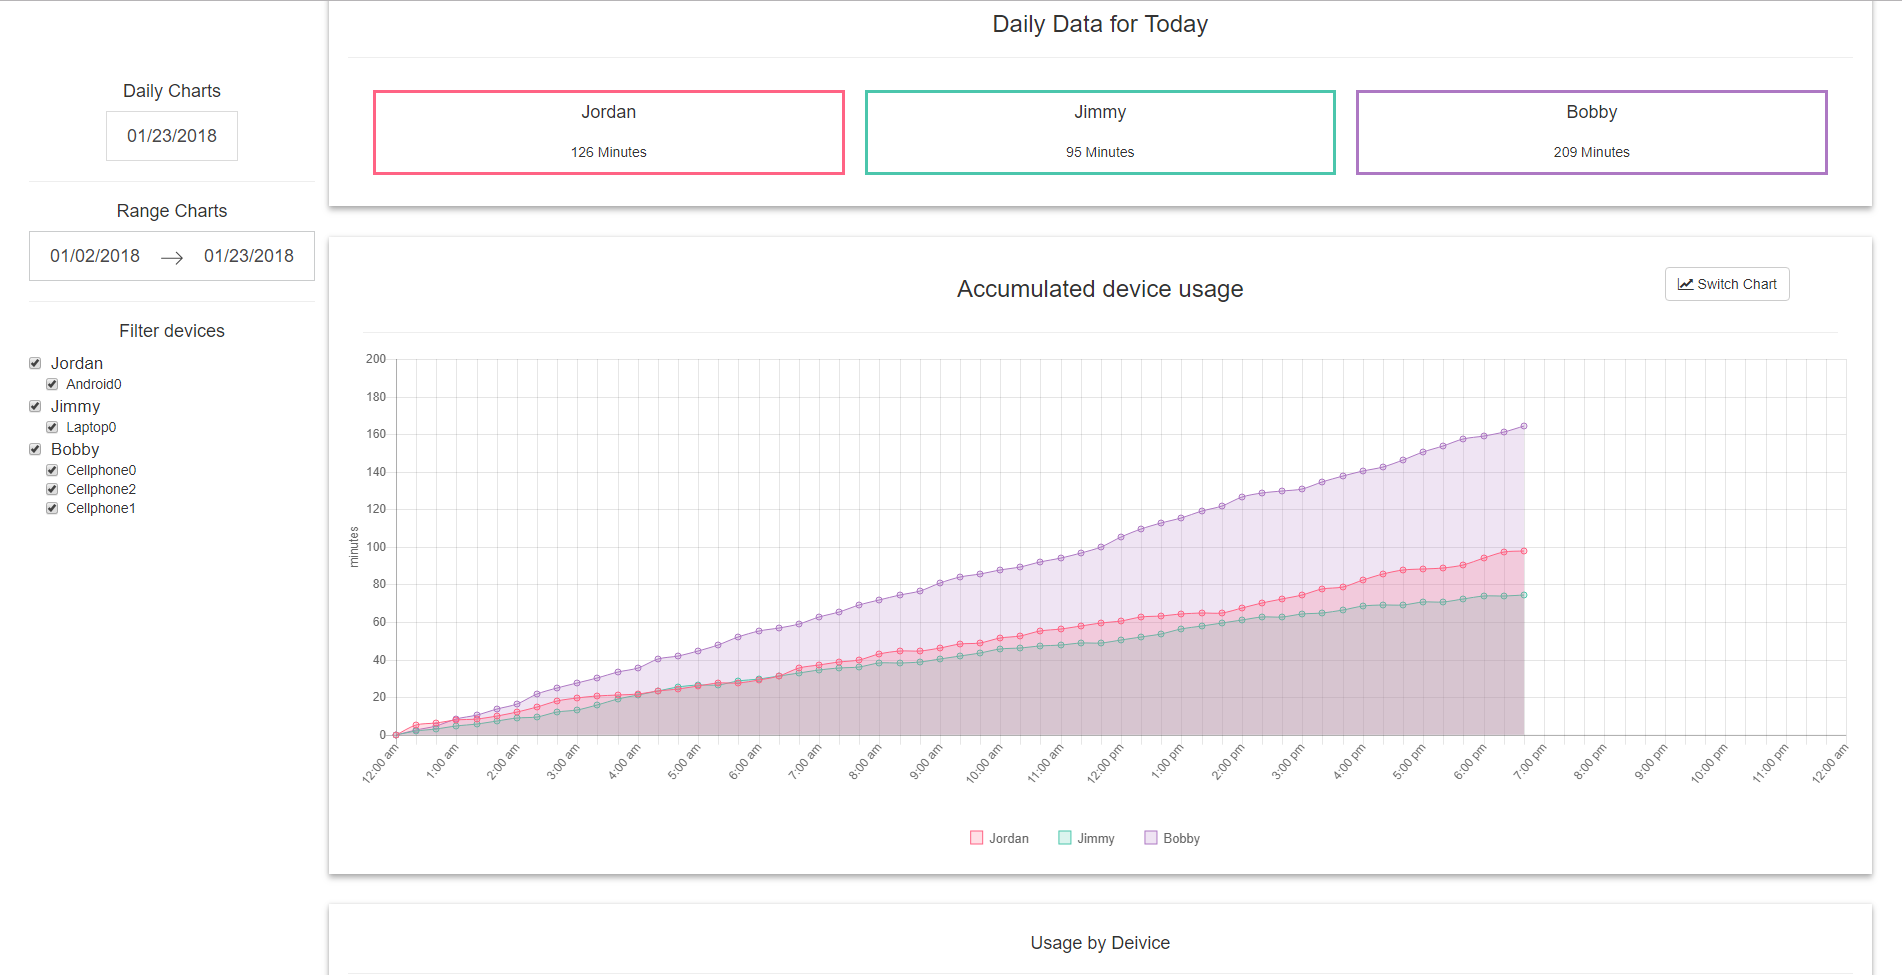 Daily Data for Today
Daily Charts
01/23/2018
Range Charts
01/02/2018 → 01/23/2018
Filter devices
Jordan
Android0
Jimmy
Laptop0
Bobby
Cellphone0
Cellphone2
Cellphone1
Jordan
126 Minutes
Jimmy
95 Minutes
Bobby
209 Minutes
Accumulated device usage
Switch Chart
minutes
200
180
160
140
120
100
80
60
40
20
0
12:00 am
1:00 am
2:00 am
3:00 am
4:00 am
5:00 am
6:00 am
7:00 am
8:00 am
9:00 am
10:00 am
11:00 am
12:00 pm
1:00 pm
2:00 pm
3:00 pm
4:00 pm
5:00 pm
6:00 pm
7:00 pm
8:00 pm
9:00 pm
10:00 pm
11:00 pm
12:00 am
Jordan
Jimmy
Bobby
Usage by Deivice